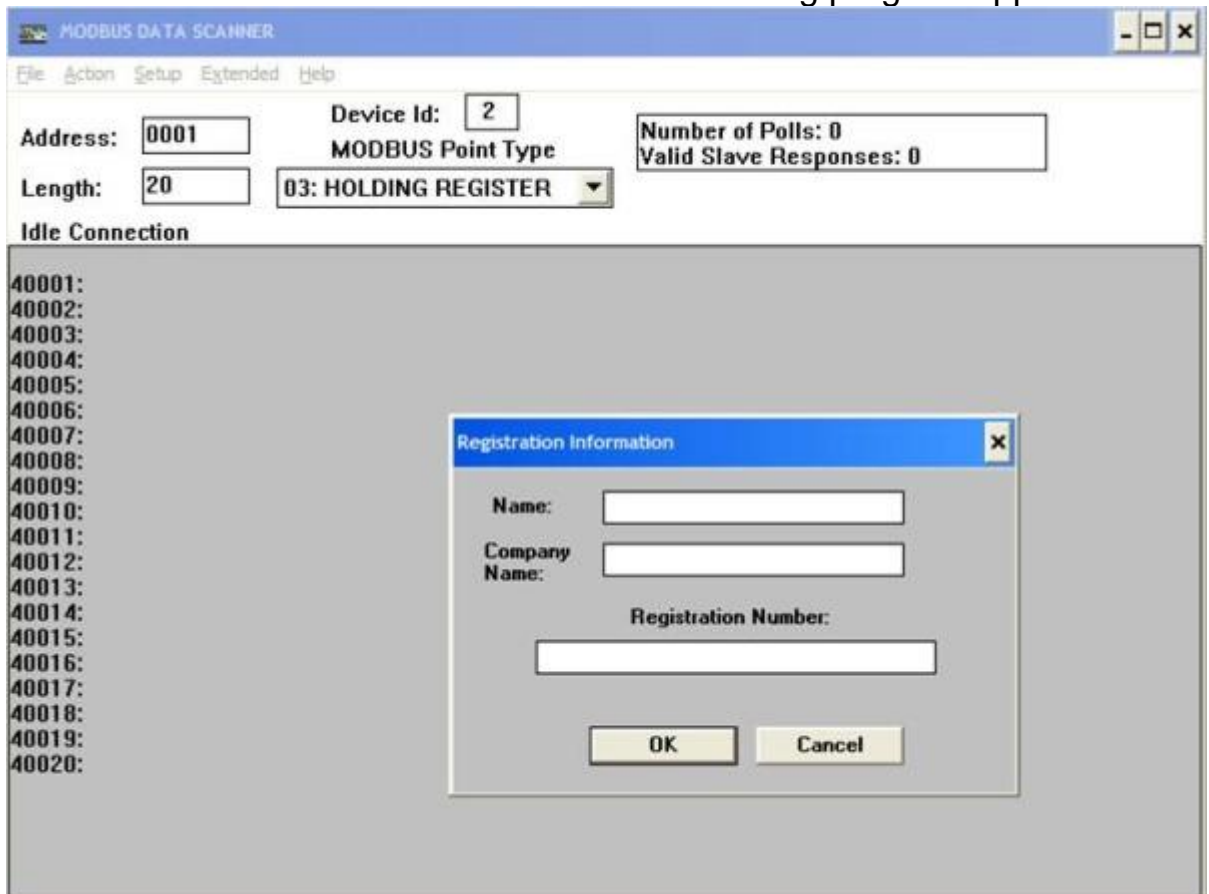 MODBUS DATA SCANNER
File Action Setup Extended Help
Device Id: 2
Address: 0001
MODBUS Point Type
Number of Polls: 0
Valid Slave Responses: 0
Length: 20
03: HOLDING REGISTER
Idle Connection
40001:
40002:
40003:
40004:
40005:
40006:
40007:
40008:
40009:
40010:
40011:
40012:
40013:
40014:
40015:
40016:
40017:
40018:
40019:
40020:
Registration Information
Name:
Company
Name:
Registration Number:
OK Cancel